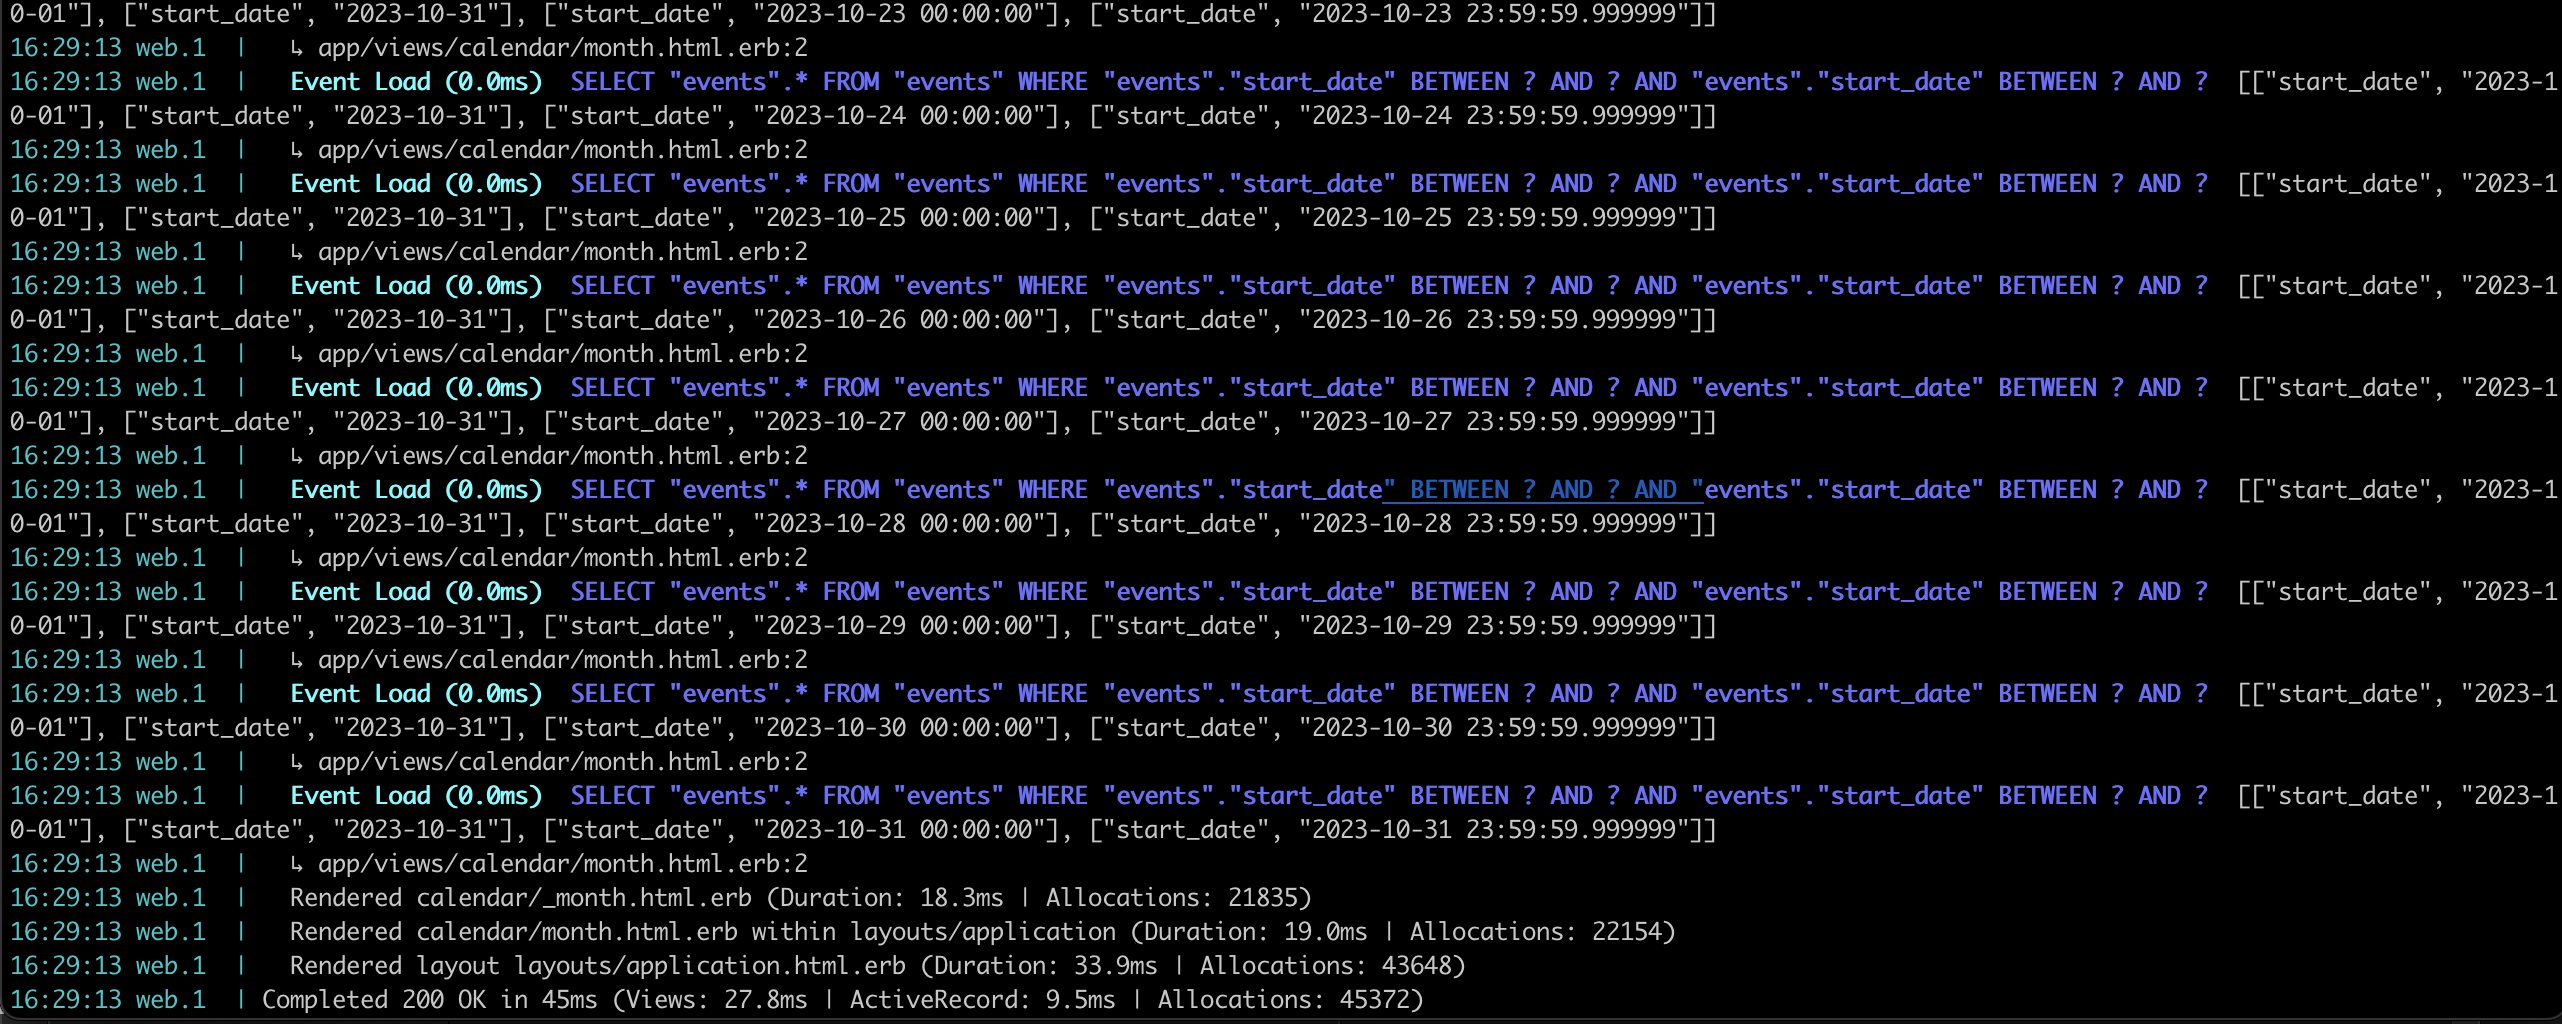 0-01"], ["start_date", "2023-10-31"], ["start_date", "2023-10-23 00:00:00"], ["start_date", "2023-10-23 23:59:59.999999"]]
16:29:13 web.1  |   ↳ app/views/calendar/month.html.erb:2
16:29:13 web.1  |   Event Load (0.0ms)  SELECT "events".* FROM "events" WHERE "events"."start_date" BETWEEN ? AND ? AND "events"."start_date" BETWEEN ? AND ?  [["start_date", "2023-1
0-01"], ["start_date", "2023-10-31"], ["start_date", "2023-10-24 00:00:00"], ["start_date", "2023-10-24 23:59:59.999999"]]
16:29:13 web.1  |   ↳ app/views/calendar/month.html.erb:2
16:29:13 web.1  |   Event Load (0.0ms)  SELECT "events".* FROM "events" WHERE "events"."start_date" BETWEEN ? AND ? AND "events"."start_date" BETWEEN ? AND ?  [["start_date", "2023-1
0-01"], ["start_date", "2023-10-31"], ["start_date", "2023-10-25 00:00:00"], ["start_date", "2023-10-25 23:59:59.999999"]]
16:29:13 web.1  |   ↳ app/views/calendar/month.html.erb:2
16:29:13 web.1  |   Event Load (0.0ms)  SELECT "events".* FROM "events" WHERE "events"."start_date" BETWEEN ? AND ? AND "events"."start_date" BETWEEN ? AND ?  [["start_date", "2023-1
0-01"], ["start_date", "2023-10-31"], ["start_date", "2023-10-26 00:00:00"], ["start_date", "2023-10-26 23:59:59.999999"]]
16:29:13 web.1  |   ↳ app/views/calendar/month.html.erb:2
16:29:13 web.1  |   Event Load (0.0ms)  SELECT "events".* FROM "events" WHERE "events"."start_date" BETWEEN ? AND ? AND "events"."start_date" BETWEEN ? AND ?  [["start_date", "2023-1
0-01"], ["start_date", "2023-10-31"], ["start_date", "2023-10-27 00:00:00"], ["start_date", "2023-10-27 23:59:59.999999"]]
16:29:13 web.1  |   ↳ app/views/calendar/month.html.erb:2
16:29:13 web.1  |   Event Load (0.0ms)  SELECT "events".* FROM "events" WHERE "events"."start_date" BETWEEN ? AND ? AND "events"."start_date" BETWEEN ? AND ?  [["start_date", "2023-1
0-01"], ["start_date", "2023-10-31"], ["start_date", "2023-10-28 00:00:00"], ["start_date", "2023-10-28 23:59:59.999999"]]
16:29:13 web.1  |   ↳ app/views/calendar/month.html.erb:2
16:29:13 web.1  |   Event Load (0.0ms)  SELECT "events".* FROM "events" WHERE "events"."start_date" BETWEEN ? AND ? AND "events"."start_date" BETWEEN ? AND ?  [["start_date", "2023-1
0-01"], ["start_date", "2023-10-31"], ["start_date", "2023-10-29 00:00:00"], ["start_date", "2023-10-29 23:59:59.999999"]]
16:29:13 web.1  |   ↳ app/views/calendar/month.html.erb:2
16:29:13 web.1  |   Event Load (0.0ms)  SELECT "events".* FROM "events" WHERE "events"."start_date" BETWEEN ? AND ? AND "events"."start_date" BETWEEN ? AND ?  [["start_date", "2023-1
0-01"], ["start_date", "2023-10-31"], ["start_date", "2023-10-30 00:00:00"], ["start_date", "2023-10-30 23:59:59.999999"]]
16:29:13 web.1  |   ↳ app/views/calendar/month.html.erb:2
16:29:13 web.1  |   Event Load (0.0ms)  SELECT "events".* FROM "events" WHERE "events"."start_date" BETWEEN ? AND ? AND "events"."start_date" BETWEEN ? AND ?  [["start_date", "2023-1
0-01"], ["start_date", "2023-10-31"], ["start_date", "2023-10-31 00:00:00"], ["start_date", "2023-10-31 23:59:59.999999"]]
16:29:13 web.1  |   ↳ app/views/calendar/month.html.erb:2
16:29:13 web.1  |   Rendered calendar/_month.html.erb (Duration: 18.3ms | Allocations: 21835)
16:29:13 web.1  |   Rendered calendar/month.html.erb within layouts/application (Duration: 19.0ms | Allocations: 22154)
16:29:13 web.1  |   Rendered layout layouts/application.html.erb (Duration: 33.9ms | Allocations: 43648)
16:29:13 web.1  | Completed 200 OK in 45ms (Views: 27.8ms | ActiveRecord: 9.5ms | Allocations: 45372)